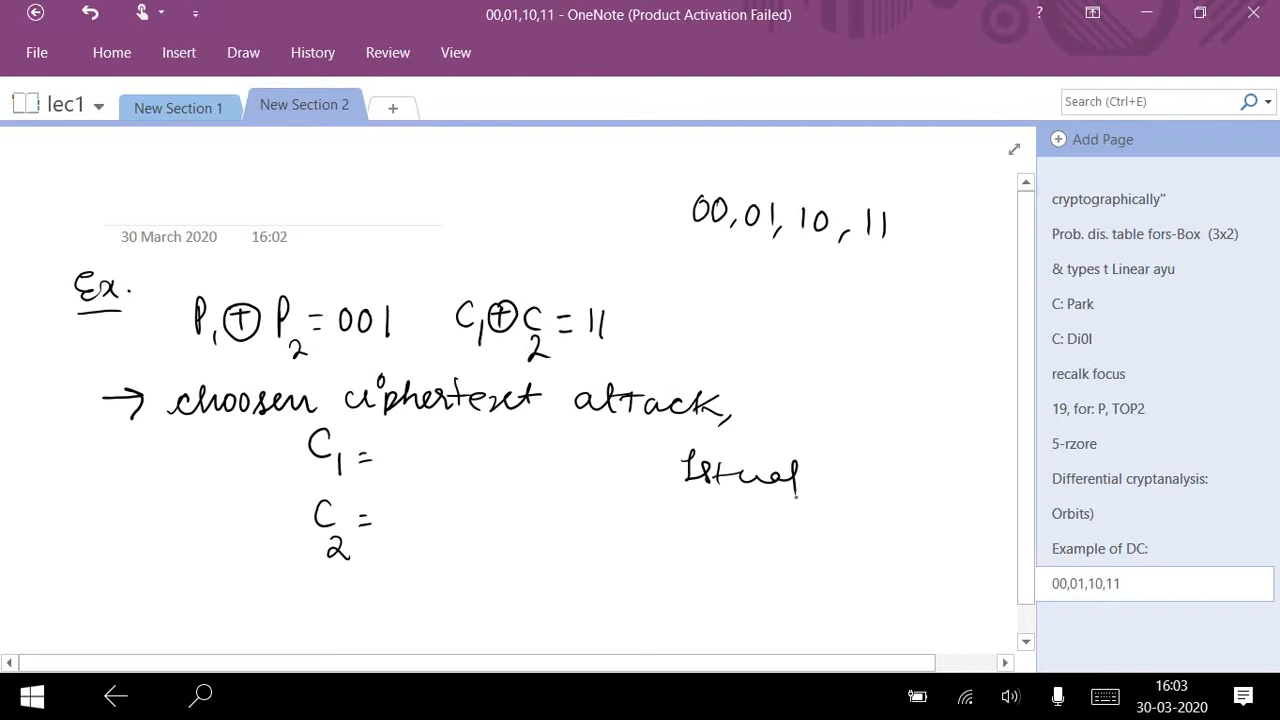 00,01,10,11 - OneNote (Product Activation Failed)
?
File Home Insert Draw History Review View
lec1 New Section 1 New Section 2 +
Search (Ctrl+E)
Add Page
cryptographically"
Prob. dis. table fors-Box (3x2)
& types t Linear ayu
C: Park
C: Di0I
recalk focus
19, for: P, TOP2
5-rzore
Differential cryptanalysis:
Orbits)
Example of DC:
00,01,10,11
00,01,10,11
30 March 2020 16:02
Ex.
P₁ ⊕ P₂ = 001 C₁ ⊕ C₂ = 11
→ choosen ciphertext attack,
C₁ =
C₂ =
16:03
30-03-2020